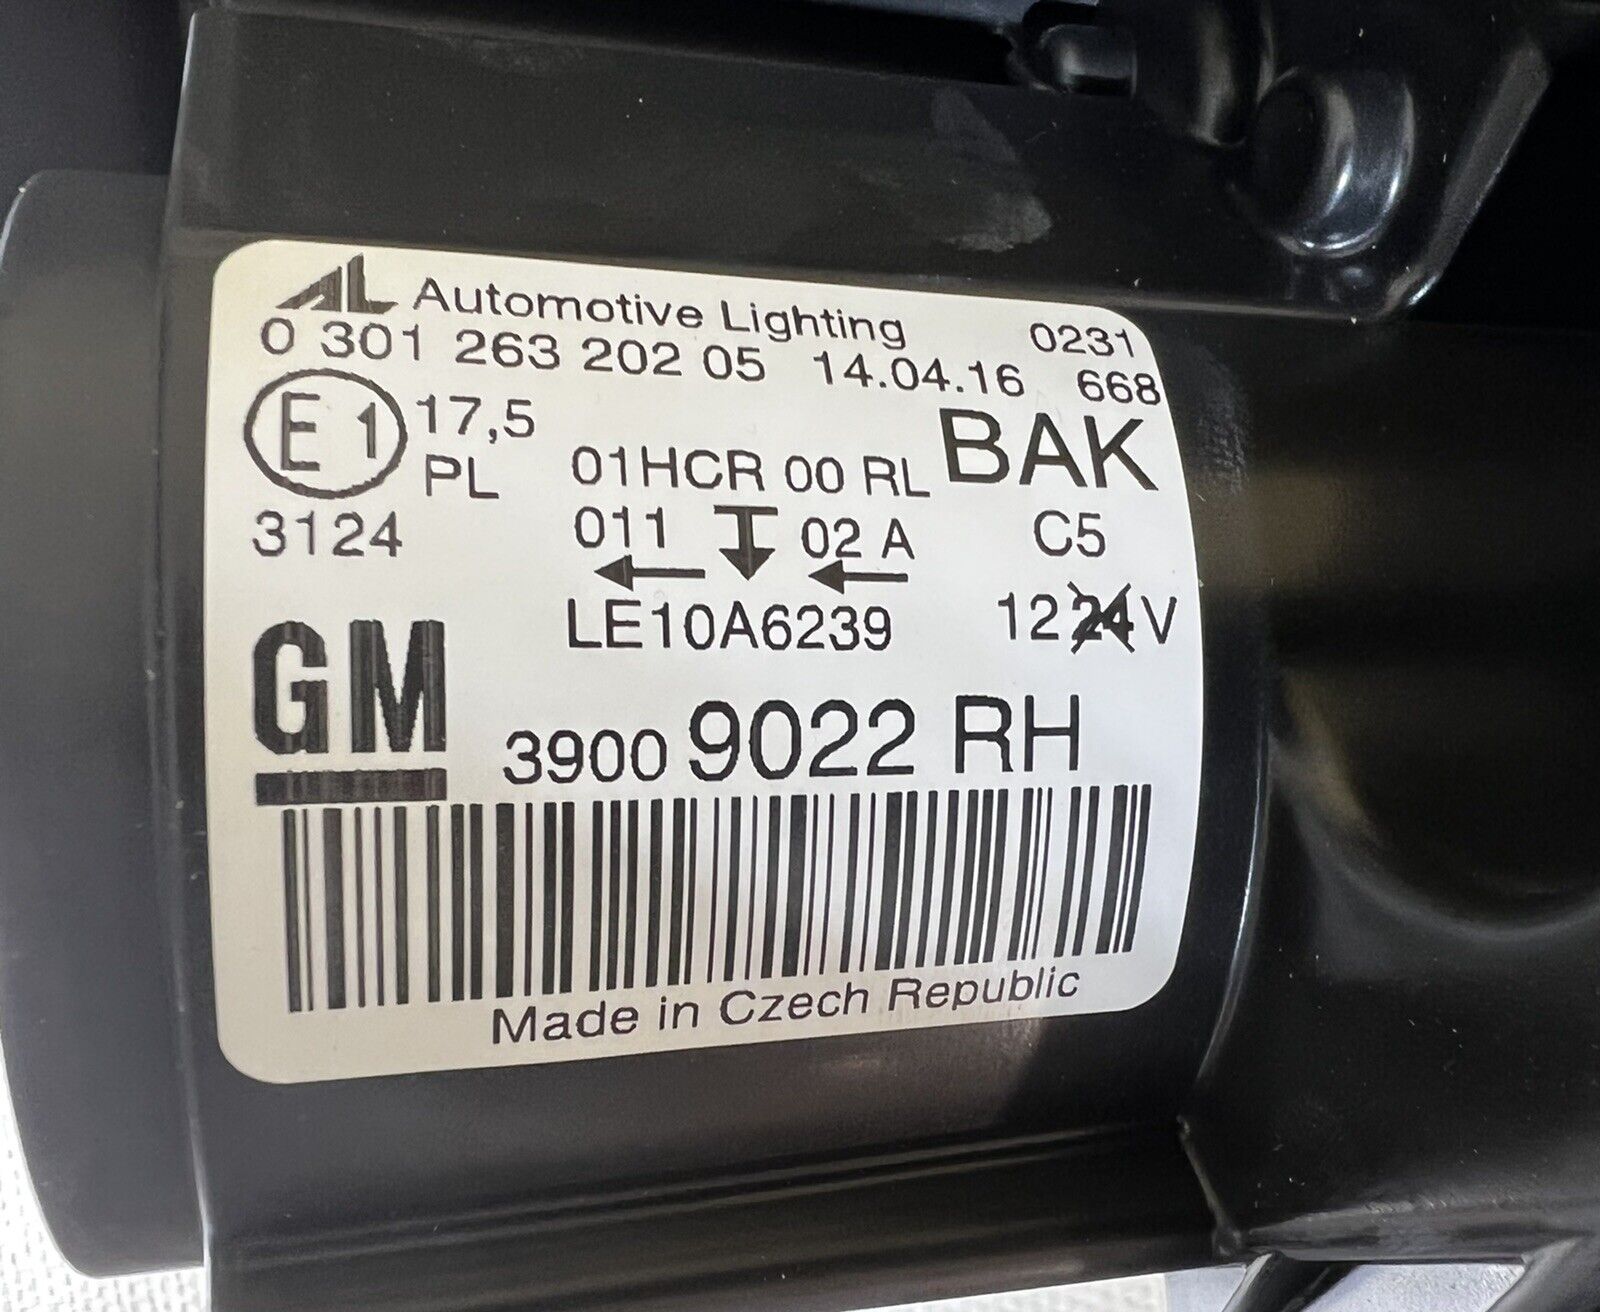 AL Automotive Lighting 0231
0 301 263 202 05 14.04.16 668
E1 17,5 BAK
PL 01HCR 00 RL
3124 011 02 A C5
LE10A6239 12 24 V
GM
3900 9022 RH
Made in Czech Republic